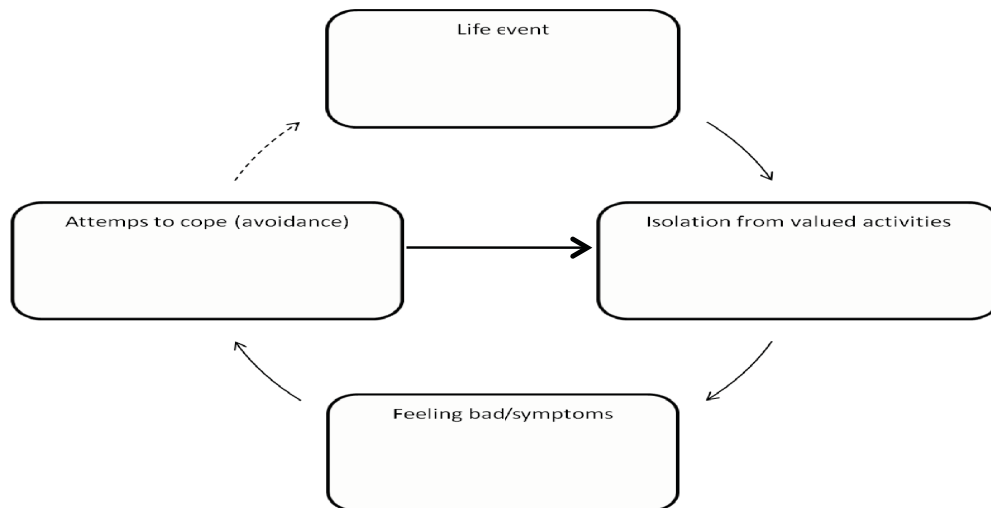 Life event
Attemps to cope (avoidance)
Isolation from valued activities
Feeling bad/symptoms